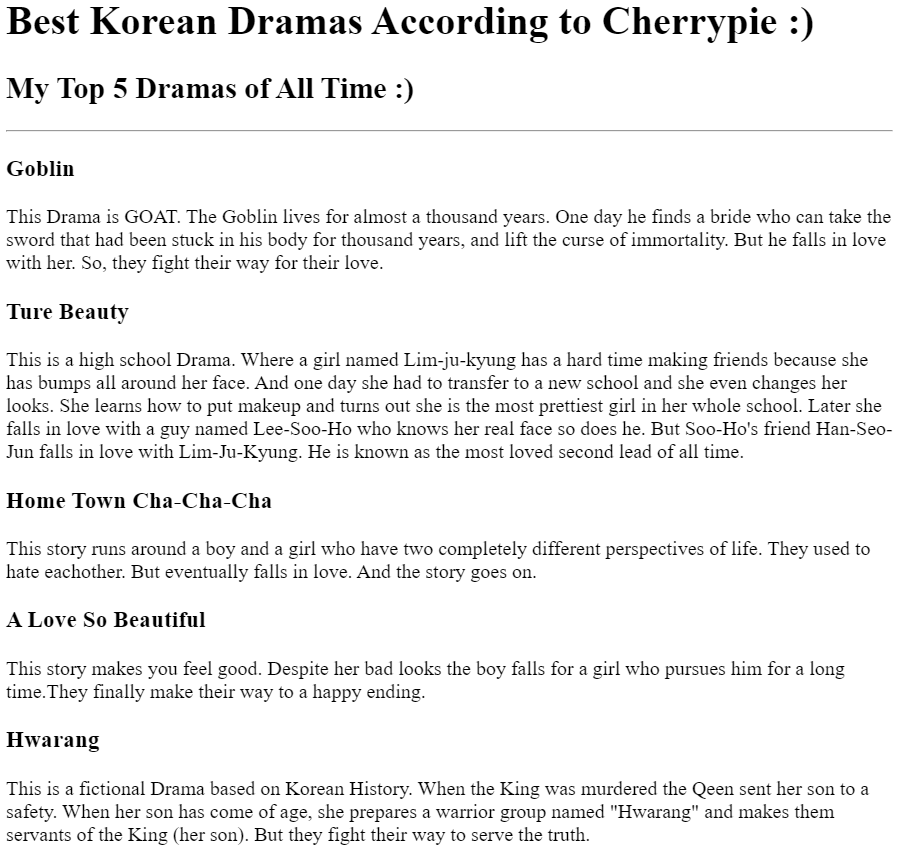 Best Korean Dramas According to Cherrypie :)
My Top 5 Dramas of All Time :)
Goblin
This Drama is GOAT. The Goblin lives for almost a thousand years. One day he finds a bride who can take the
sword that had been stuck in his body for thousand years, and lift the curse of immortality. But he falls in love
with her. So, they fight their way for their love.
Ture Beauty
This is a high school Drama. Where a girl named Lim-ju-kyung has a hard time making friends because she
has bumps all around her face. And one day she had to transfer to a new school and she even changes her
looks. She learns how to put makeup and turns out she is the most prettiest girl in her whole school. Later she
falls in love with a guy named Lee-Soo-Ho who knows her real face so does he. But Soo-Ho's friend Han-Seo-
Jun falls in love with Lim-Ju-Kyung. He is known as the most loved second lead of all time.
Home Town Cha-Cha-Cha
This story runs around a boy and a girl who have two completely different perspectives of life. They used to
hate eachother. But eventually falls in love. And the story goes on.
A Love So Beautiful
This story makes you feel good. Despite her bad looks the boy falls for a girl who pursues him for a long
time.They finally make their way to a happy ending.
Hwarang
This is a fictional Drama based on Korean History. When the King was murdered the Qeen sent her son to a
safety. When her son has come of age, she prepares a warrior group named "Hwarang" and makes them
servants of the King (her son). But they fight their way to serve the truth.